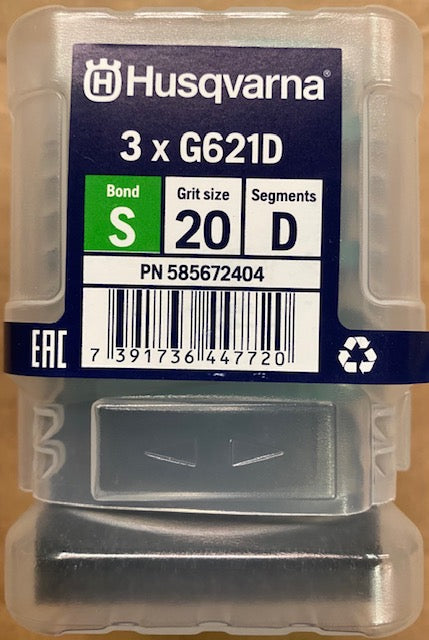 Husqvarna®
3 x G621D
Bond
S
Grit size
20
Segments
D
PN 585672404
7 391736 447720
EAC